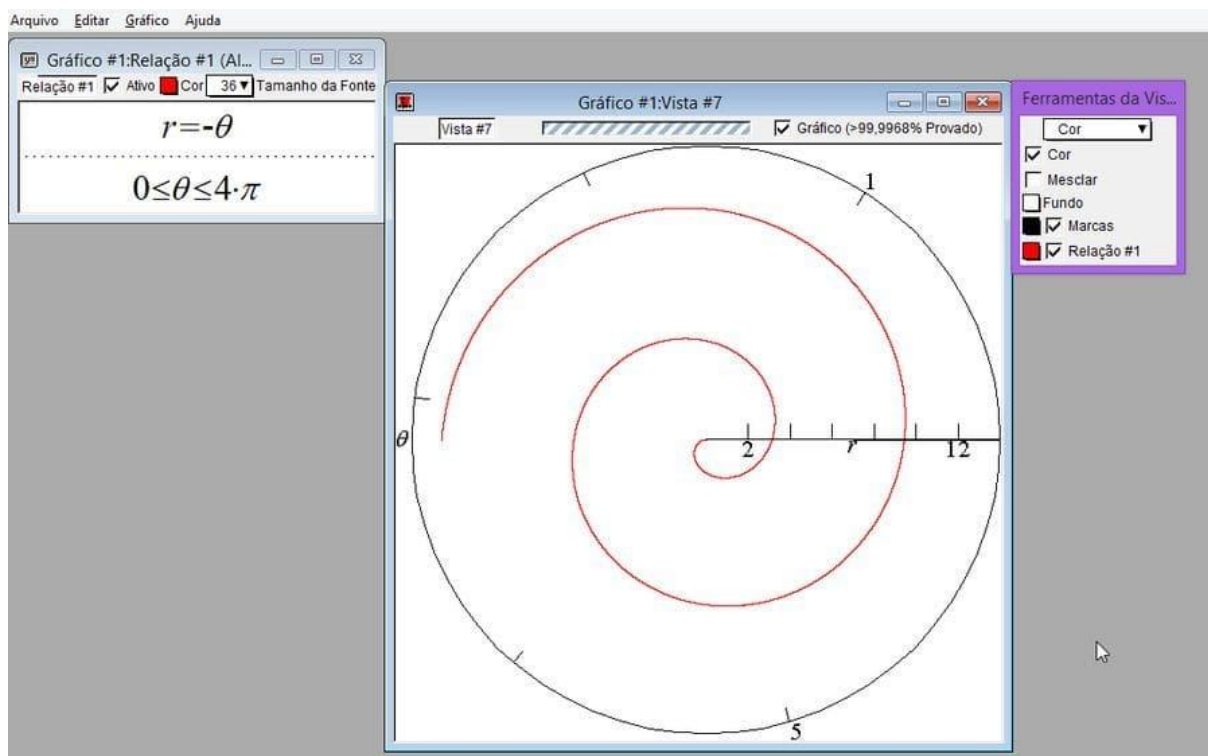 Arquivo Editar Gráfico Ajuda
Gráfico #1:Relação #1 (Al...
Relação #1 Ativo Cor 36 Tamanho da Fonte
r=-θ
0≤θ≤4·π
Gráfico #1:Vista #7
Vista #7 Gráfico (>99,9968% Provado)
1
θ
2 r 12
5
Ferramentas da Vis...
Cor
Cor
Mesclar
Fundo
Marcas
Relação #1